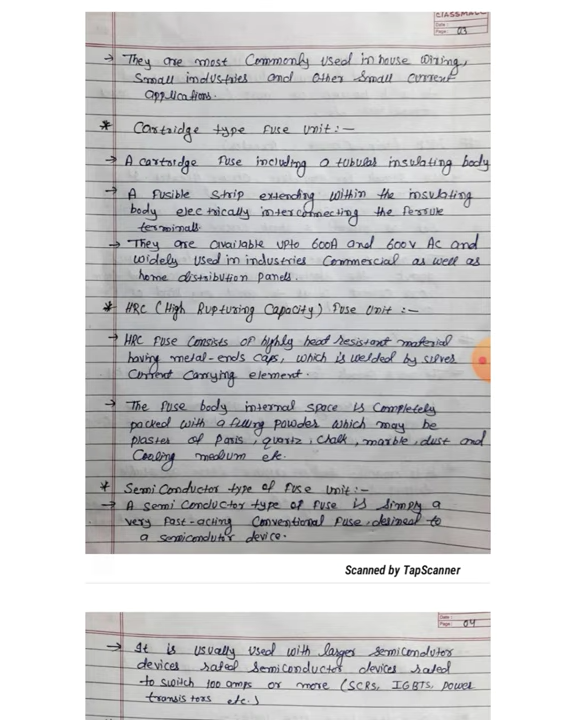 CLASSMATE
Date :
Page : 03
→ They are most Commonly used in house wiring,
Small industries and other small current
applications.
* Cartridge type Fuse unit :-
→ A cartridge fuse including a tubular insulating body
→ A Fusible strip extending within the insulating
body electrically interconnecting the Ferrule
terminals.
→ They are available upto 600A and 600v AC and
widely used in industries Commercial as well as
home distribution panels.
* HRC (High Rupturing Capacity) Fuse unit :-
→ HRC Fuse consists of highly heat resistant material
having metal-ends caps, which is welded by silver
current carrying element.
→ The Fuse body internal space is completely
packed with a filling powder which may be
plaster of Paris, quartz, chalk, marble, dust and
Cooling medium etc.
* Semi Conductor type of Fuse unit :-
→ A semi conductor type of fuse is simply a
very Fast-acting Conventional Fuse, desined to
a semicondutor device.
Scanned by TapScanner
Date :
Page : 04
→ It is usually used with larger semicondutor
devices rated semiconductor devices rated
to switch 100 amps or more (SCRs, IGBTS, power
transistors etc.)